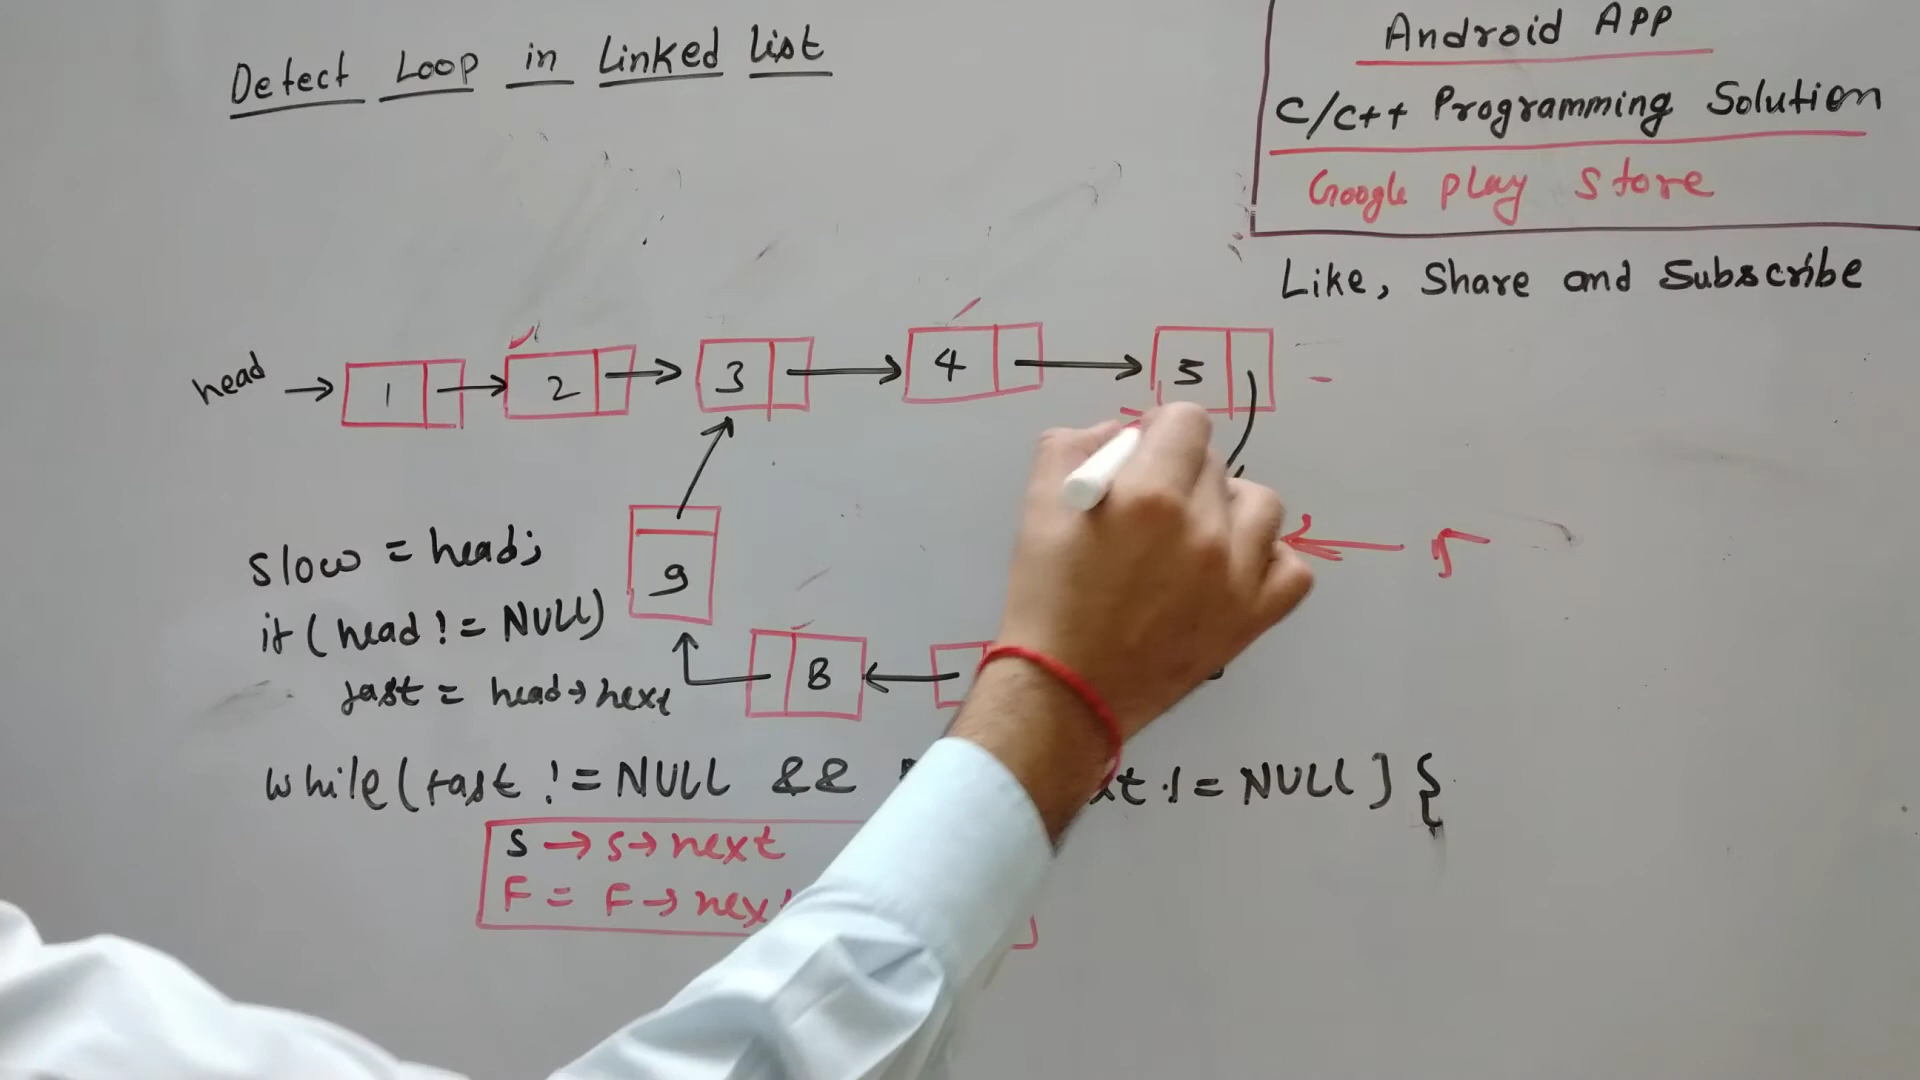 Detect Loop in Linked list
Android APP
C/C++ Programming Solution
Google play store
Like, Share and Subscribe
head 1 2 3 4 5
9
8
slow = head;
if (head != NULL)
fast = head→next
while(fast != NULL && != NULL) {
S → S→next
F = F→next